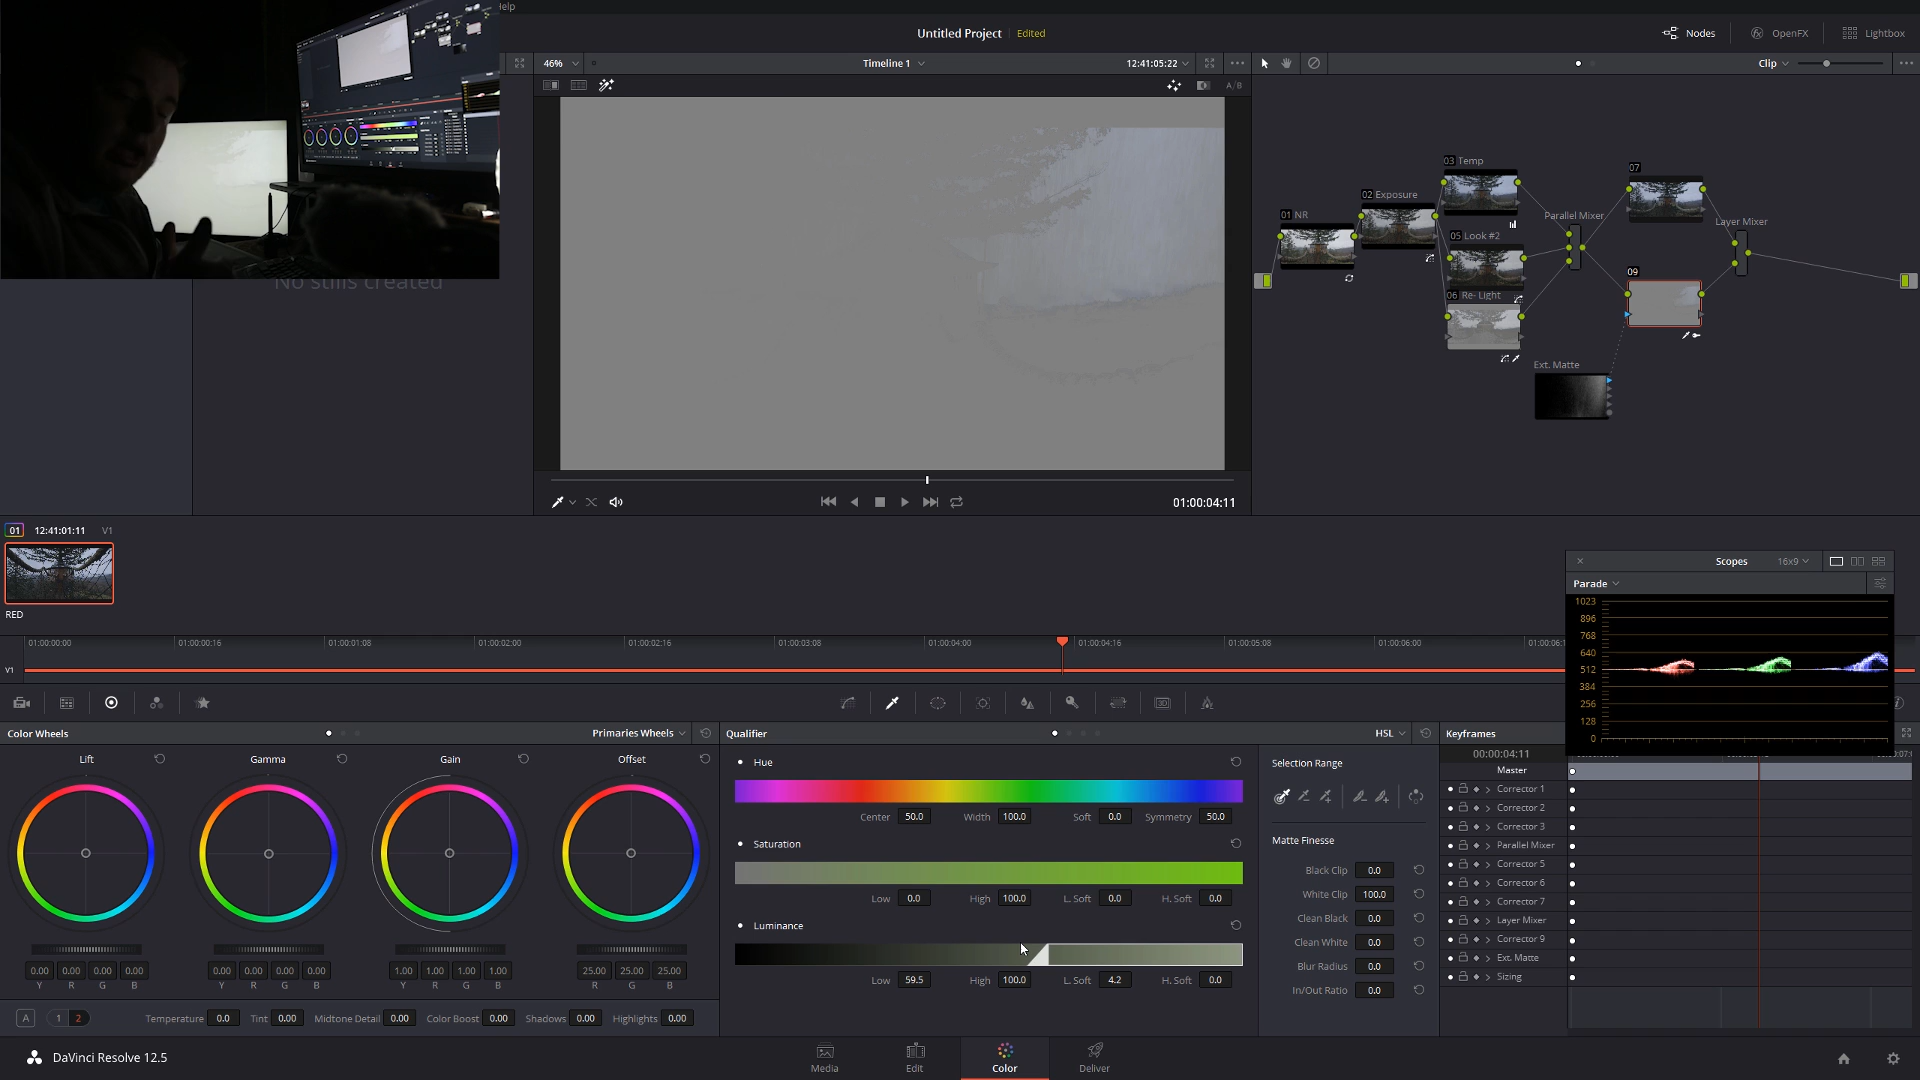 Help
Untitled Project Edited
Nodes OpenFX Lightbox
46% Timeline 1 12:41:05:22 Clip
A/B
No stills created
01 NR
02 Exposure
03 Temp
05 Look #2
06 Re- Light
Parallel Mixer
07
Layer Mixer
09
Ext. Matte
01:00:04:11
01 12:41:01:11 V1
RED
Scopes 16x9
Parade
1023
896
768
640
512
384
256
128
0
01:00:00:00 01:00:00:16 01:00:01:08 01:00:02:00 01:00:02:16 01:00:03:08 01:00:04:00 01:00:04:16 01:00:05:08 01:00:06:00
V1
Color Wheels Primaries Wheels
Lift Gamma Gain Offset
0.00 0.00 0.00 0.00 0.00 0.00 0.00 0.00 1.00 1.00 1.00 1.00 25.00 25.00 25.00
Y R G B Y R G B Y R G B R G B
A 1 2 Temperature 0.0 Tint 0.00 Midtone Detail 0.00 Color Boost 0.00 Shadows 0.00 Highlights 0.00
Qualifier HSL
Hue
Center 50.0 Width 100.0 Soft 0.0 Symmetry 50.0
Saturation
Low 0.0 High 100.0 L. Soft 0.0 H. Soft 0.0
Luminance
Low 59.5 High 100.0 L. Soft 4.2 H. Soft 0.0
Selection Range
Matte Finesse
Black Clip 0.0
White Clip 100.0
Clean Black 0.0
Clean White 0.0
Blur Radius 0.0
In/Out Ratio 0.0
Keyframes
00:00:04:11
Master
Corrector 1
Corrector 2
Corrector 3
Parallel Mixer
Corrector 5
Corrector 6
Corrector 7
Layer Mixer
Corrector 9
Ext. Matte
Sizing
DaVinci Resolve 12.5
Media Edit Color Deliver